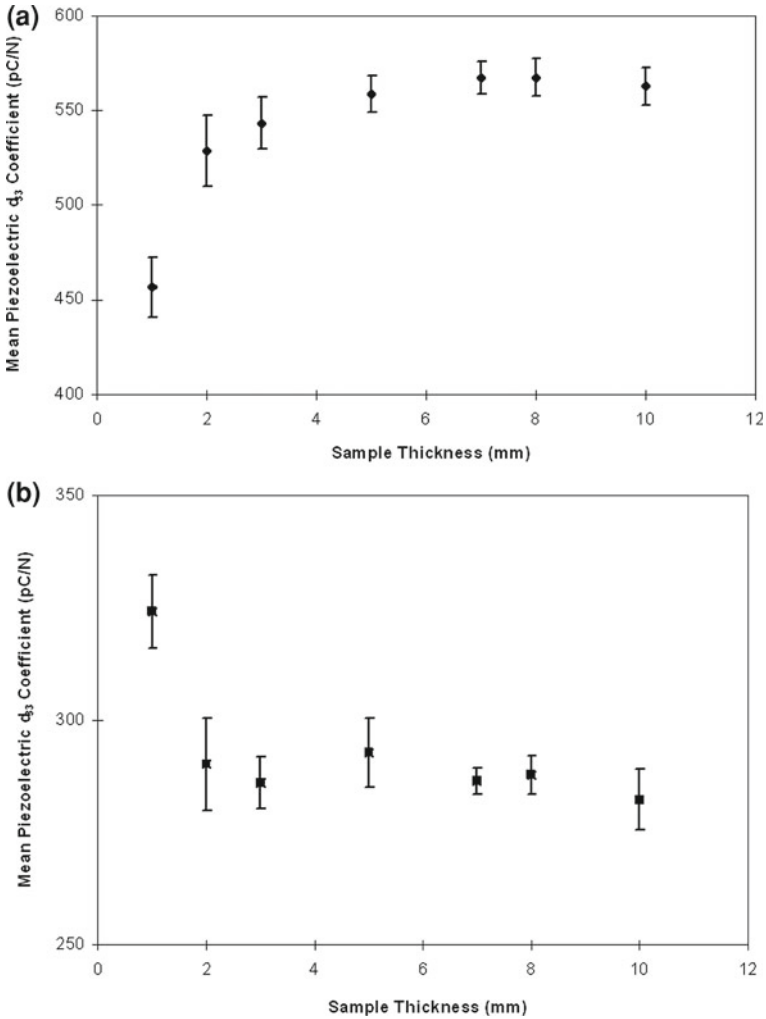 (a)
600
550
500
450
400
0 2 4 6 8 10 12
Mean Piezoelectric d33 Coefficient (pC/N)
Sample Thickness (mm)
(b)
350
300
250
0 2 4 6 8 10 12
Mean Piezoelectric d33 Coefficient (pC/N)
Sample Thickness (mm)